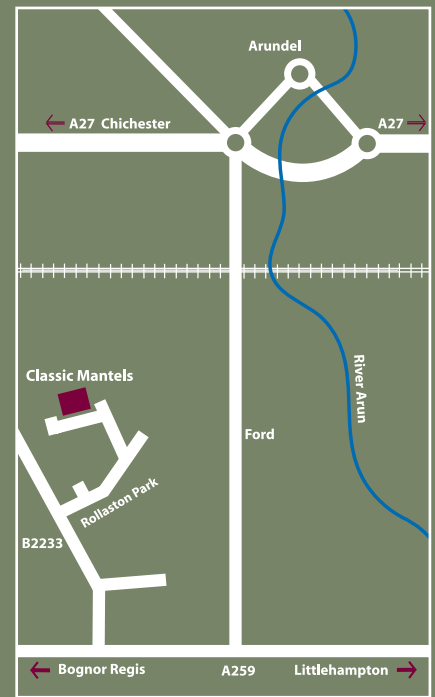 Arundel
A27 Chichester
A27
Classic Mantels
River Arun
Ford
Rollaston Park
B2233
Bognor Regis
A259
Littlehampton